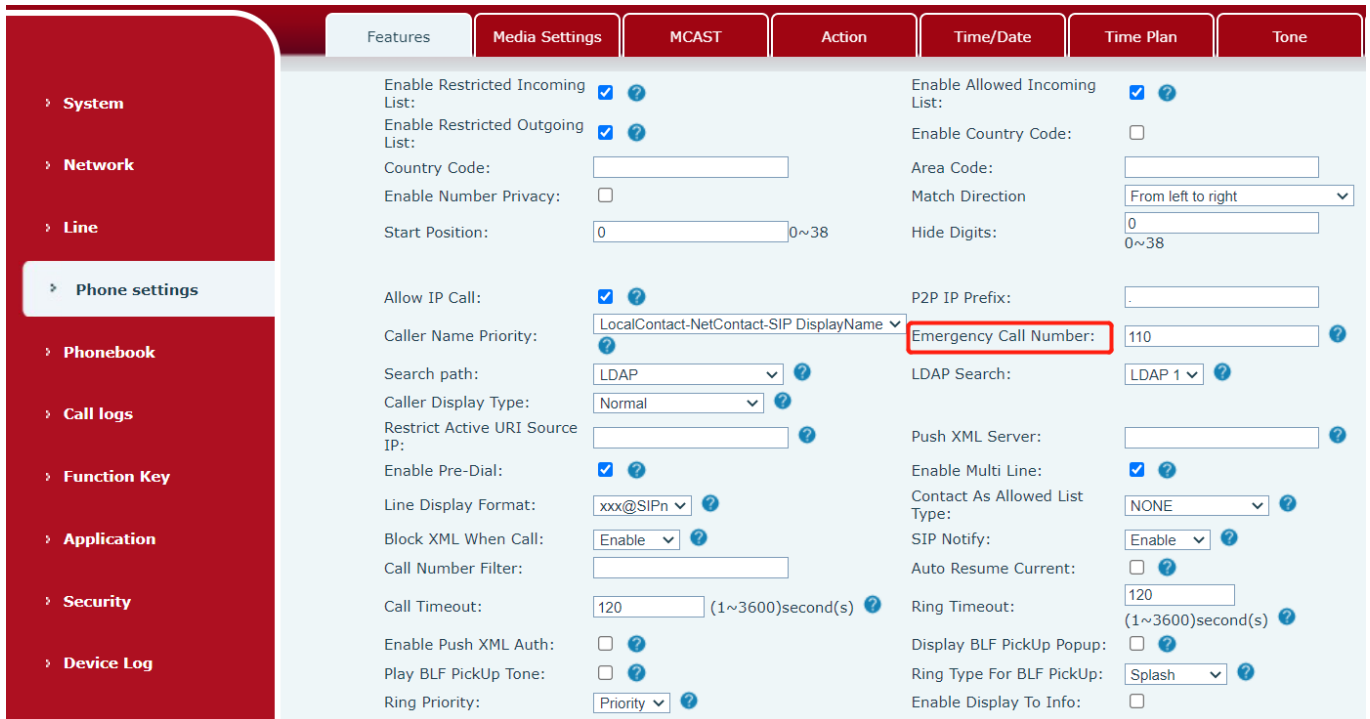 Features Media Settings MCAST Action Time/Date Time Plan Tone
System
Network
Line
Phone settings
Phonebook
Call logs
Function Key
Application
Security
Device Log
Enable Restricted Incoming
List: ? Enable Allowed Incoming
List: ?
Enable Restricted Outgoing
List: ? Enable Country Code:
Country Code: Area Code:
Enable Number Privacy: Match Direction From left to right
Start Position: 0 0~38 Hide Digits: 0
0~38
Allow IP Call: ? P2P IP Prefix: .
Caller Name Priority: LocalContact-NetContact-SIP DisplayName ? Emergency Call Number: 110 ?
Search path: LDAP ? LDAP Search: LDAP 1 ?
Caller Display Type: Normal ?
Restrict Active URI Source
IP: ? Push XML Server: ?
Enable Pre-Dial: ? Enable Multi Line: ?
Line Display Format: xxx@SIPn ? Contact As Allowed List
Type: NONE ?
Block XML When Call: Enable ? SIP Notify: Enable ?
Call Number Filter: Auto Resume Current: ?
Call Timeout: 120 (1~3600)second(s) ? Ring Timeout: 120
(1~3600)second(s) ?
Enable Push XML Auth: ? Display BLF PickUp Popup: ?
Play BLF PickUp Tone: ? Ring Type For BLF PickUp: Splash ?
Ring Priority: Priority ? Enable Display To Info: